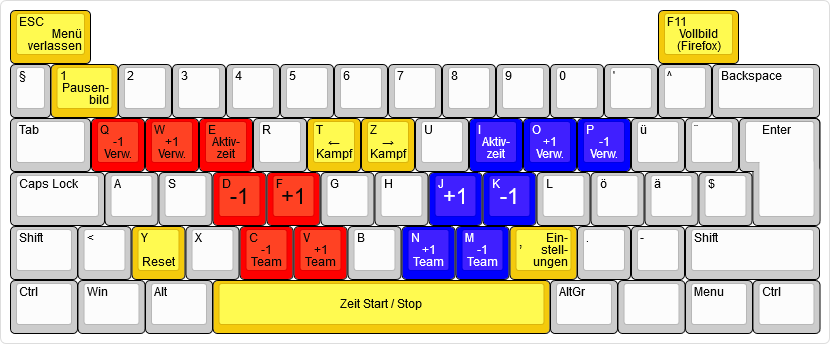 ESC
Menü
verlassen
F11
Vollbild
(Firefox)
§
1
Pausen-
bild
2
3
4
5
6
7
8
9
0
'
^
Backspace
Tab
Q
-1
Verw.
W
+1
Verw.
E
Aktiv-
zeit
R
T
←
Kampf
Z
→
Kampf
U
I
Aktiv-
zeit
O
+1
Verw.
P
-1
Verw.
ü
¨
Enter
Caps Lock
A
S
D
-1
F
+1
G
H
J
+1
K
-1
L
ö
ä
$
Shift
<
Y
Reset
X
C
-1
Team
V
+1
Team
B
N
+1
Team
M
-1
Team
,
Ein-
stell-
ungen
.
-
Shift
Ctrl
Win
Alt
Zeit Start / Stop
AltGr
Menu
Ctrl